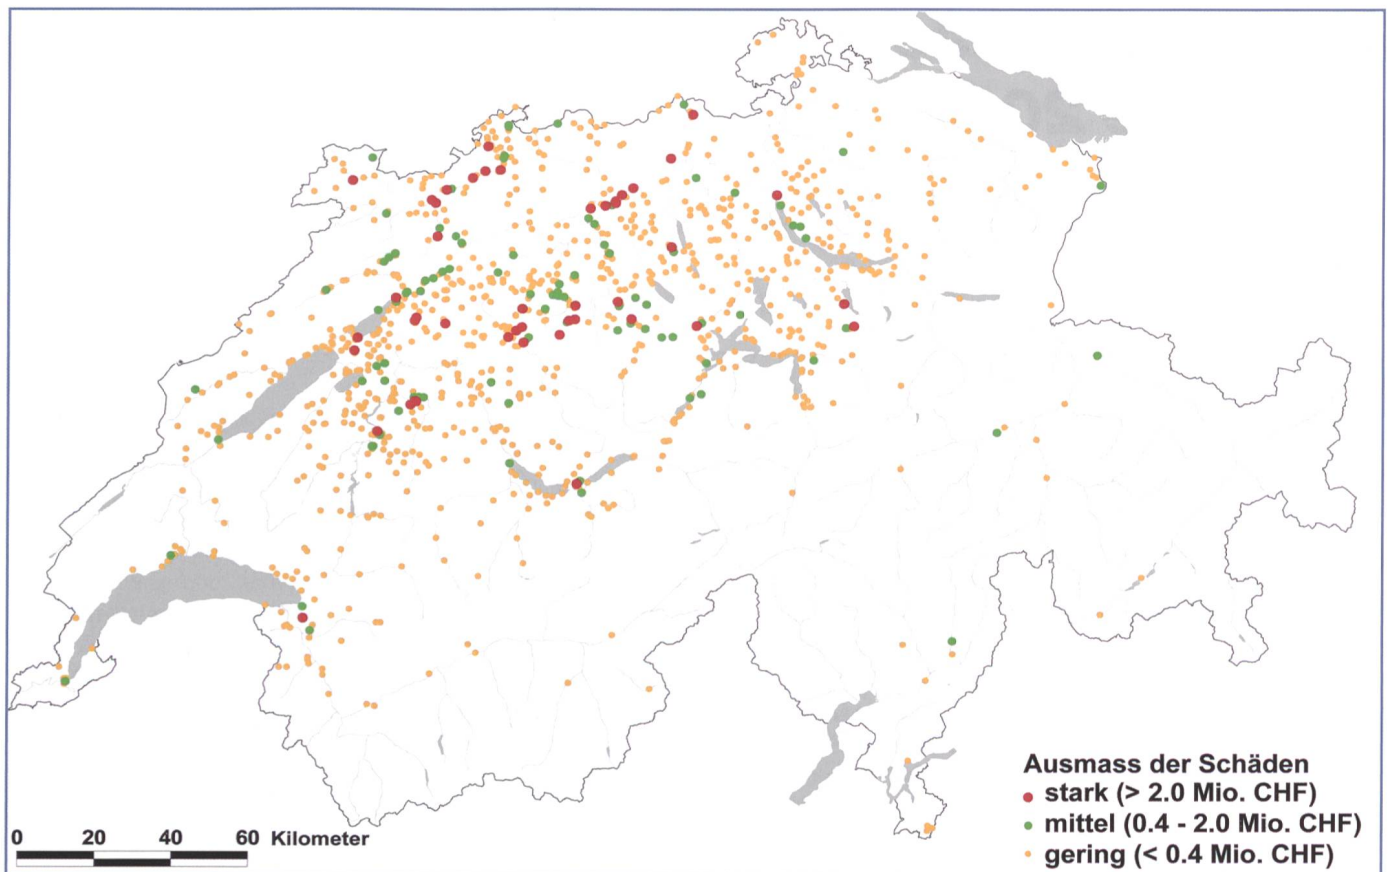 Ausmass der Schäden
stark (> 2.0 Mio. CHF)
mittel (0.4 - 2.0 Mio. CHF)
gering (< 0.4 Mio. CHF)
0 20 40 60 Kilometer